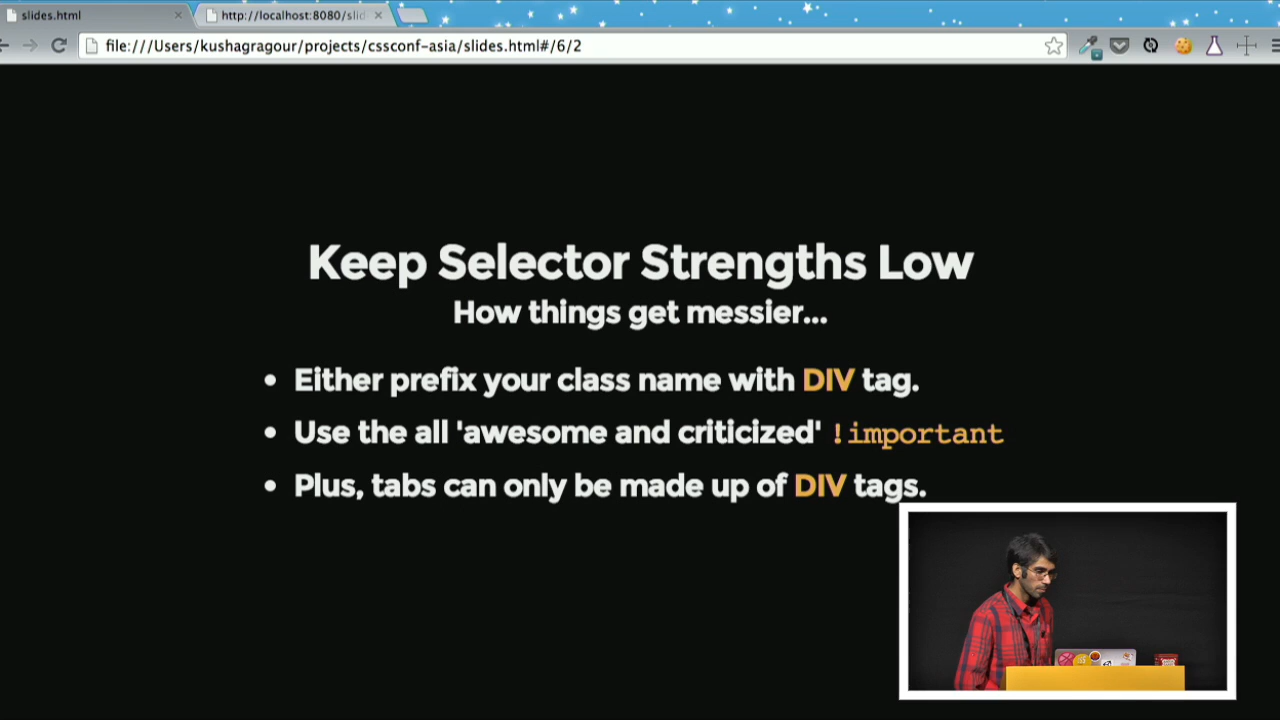 slides.html
http://localhost:8080/slid
file:///Users/kushagragour/projects/cssconf-asia/slides.html#/6/2
Keep Selector Strengths Low
How things get messier...
• Either prefix your class name with DIV tag.
• Use the all 'awesome and criticized' !important
• Plus, tabs can only be made up of DIV tags.